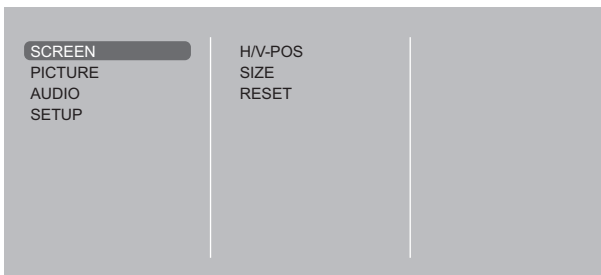 SCREEN
PICTURE
AUDIO
SETUP
H/V-POS
SIZE
RESET